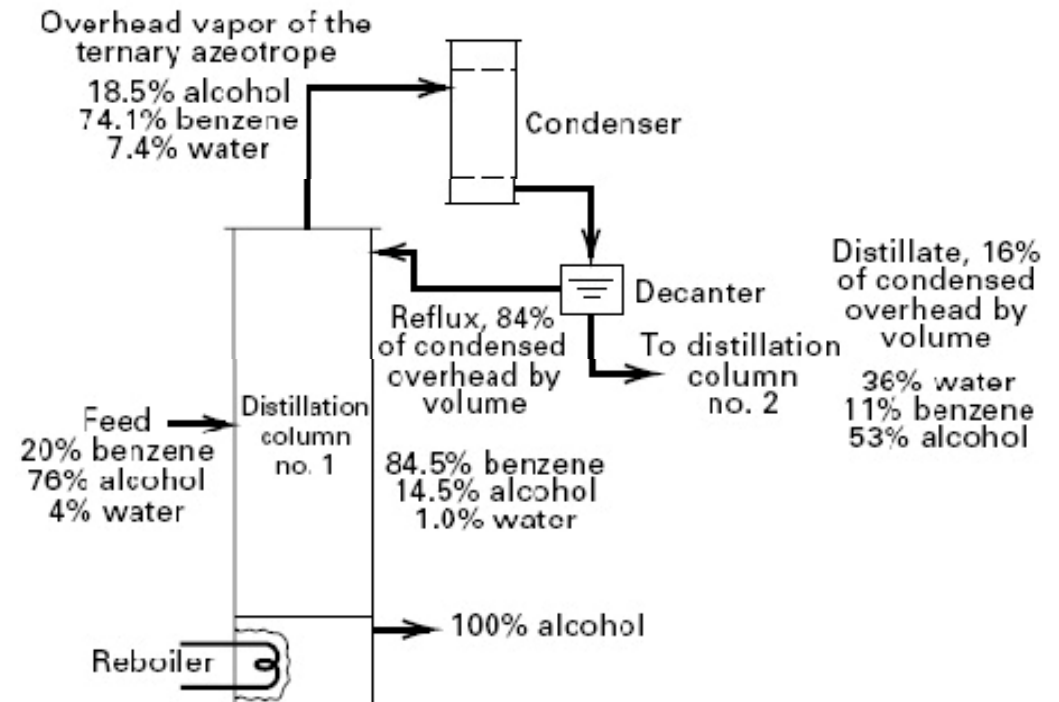 Overhead vapor of the
ternary azeotrope
18.5% alcohol
74.1% benzene
7.4% water
Condenser
Decanter
Distillate, 16%
of condensed
overhead by
volume
36% water
11% benzene
53% alcohol
Reflux, 84%
of condensed
overhead by
volume
To distillation
column
no. 2
Feed
20% benzene
76% alcohol
4% water
Distillation
column
no. 1
84.5% benzene
14.5% alcohol
1.0% water
100% alcohol
Reboiler